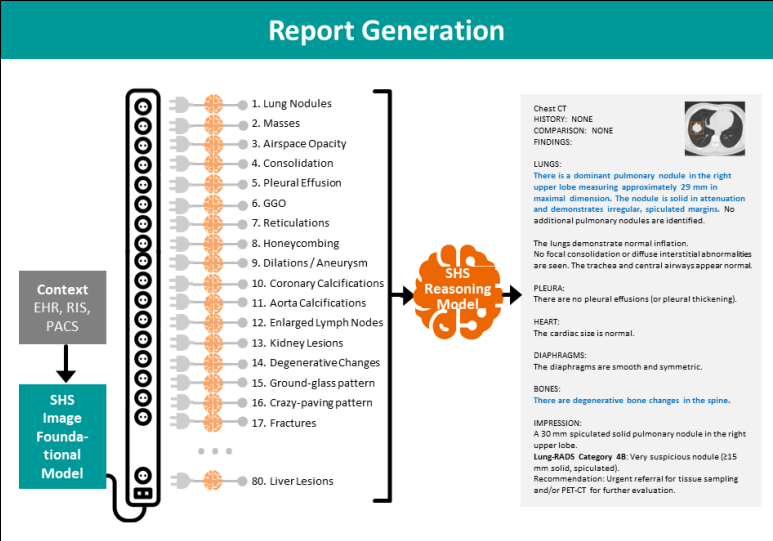 Report Generation
Context
EHR, RIS,
PACS
SHS
Image
Founda-
tional
Model
1. Lung Nodules
2. Masses
3. Airspace Opacity
4. Consolidation
5. Pleural Effusion
6. GGO
7. Reticulations
8. Honeycombing
9. Dilations / Aneurysm
10. Coronary Calcifications
11. Aorta Calcifications
12. Enlarged Lymph Nodes
13. Kidney Lesions
14. Degenerative Changes
15. Ground-glass pattern
16. Crazy-paving pattern
17. Fractures
...
80. Liver Lesions
SHS
Reasoning
Model
Chest CT
HISTORY: NONE
COMPARISON: NONE
FINDINGS:
LUNGS:
There is a dominant pulmonary nodule in the right
upper lobe measuring approximately 29 mm in
maximal dimension. The nodule is solid in attenuation
and demonstrates irregular, spiculated margins. No
additional pulmonary nodules are identified.
The lungs demonstrate normal inflation.
No focal consolidation or diffuse interstitial abnormalities
are seen. The trachea and central airways appear normal.
PLEURA:
There are no pleural effusions (or pleural thickening).
HEART:
The cardiac size is normal.
DIAPHRAGMS:
The diaphragms are smooth and symmetric.
BONES:
There are degenerative bone changes in the spine.
IMPRESSION:
A 30 mm spiculated solid pulmonary nodule in the right
upper lobe.
Lung-RADS Category 4B: Very suspicious nodule (≥15
mm solid, spiculated).
Recommendation: Urgent referral for tissue sampling
and/or PET-CT for further evaluation.